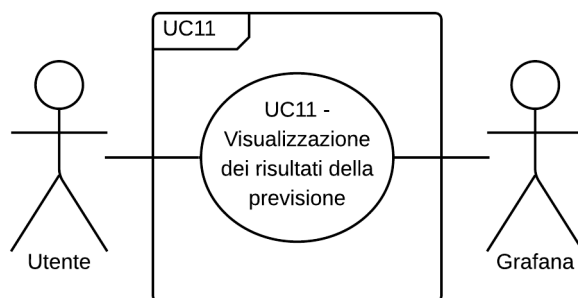 UC11
UC11 -
Visualizzazione
dei risultati della
previsione
Utente
Grafana